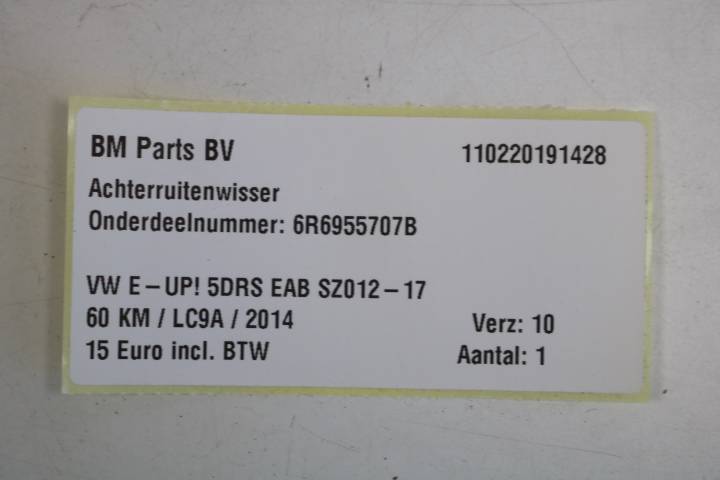 BM Parts BV 110220191428
Achterruitenwisser
Onderdeelnummer: 6R6955707B
VW E-UP! 5DRS EAB SZ012-17
60 KM / LC9A / 2014 Verz: 10
15 Euro incl. BTW Aantal: 1